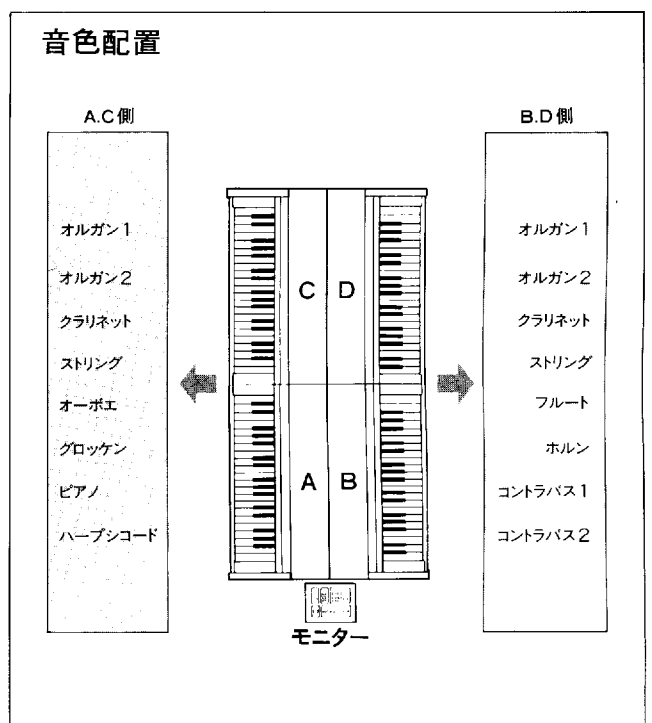 音色配置
A.C側
オルガン1
オルガン2
クラリネット
ストリング
オーボエ
グロッケン
ピアノ
ハープシコード
C D
A B
モニター
B.D側
オルガン1
オルガン2
クラリネット
ストリング
フルート
ホルン
コントラバス1
コントラバス2